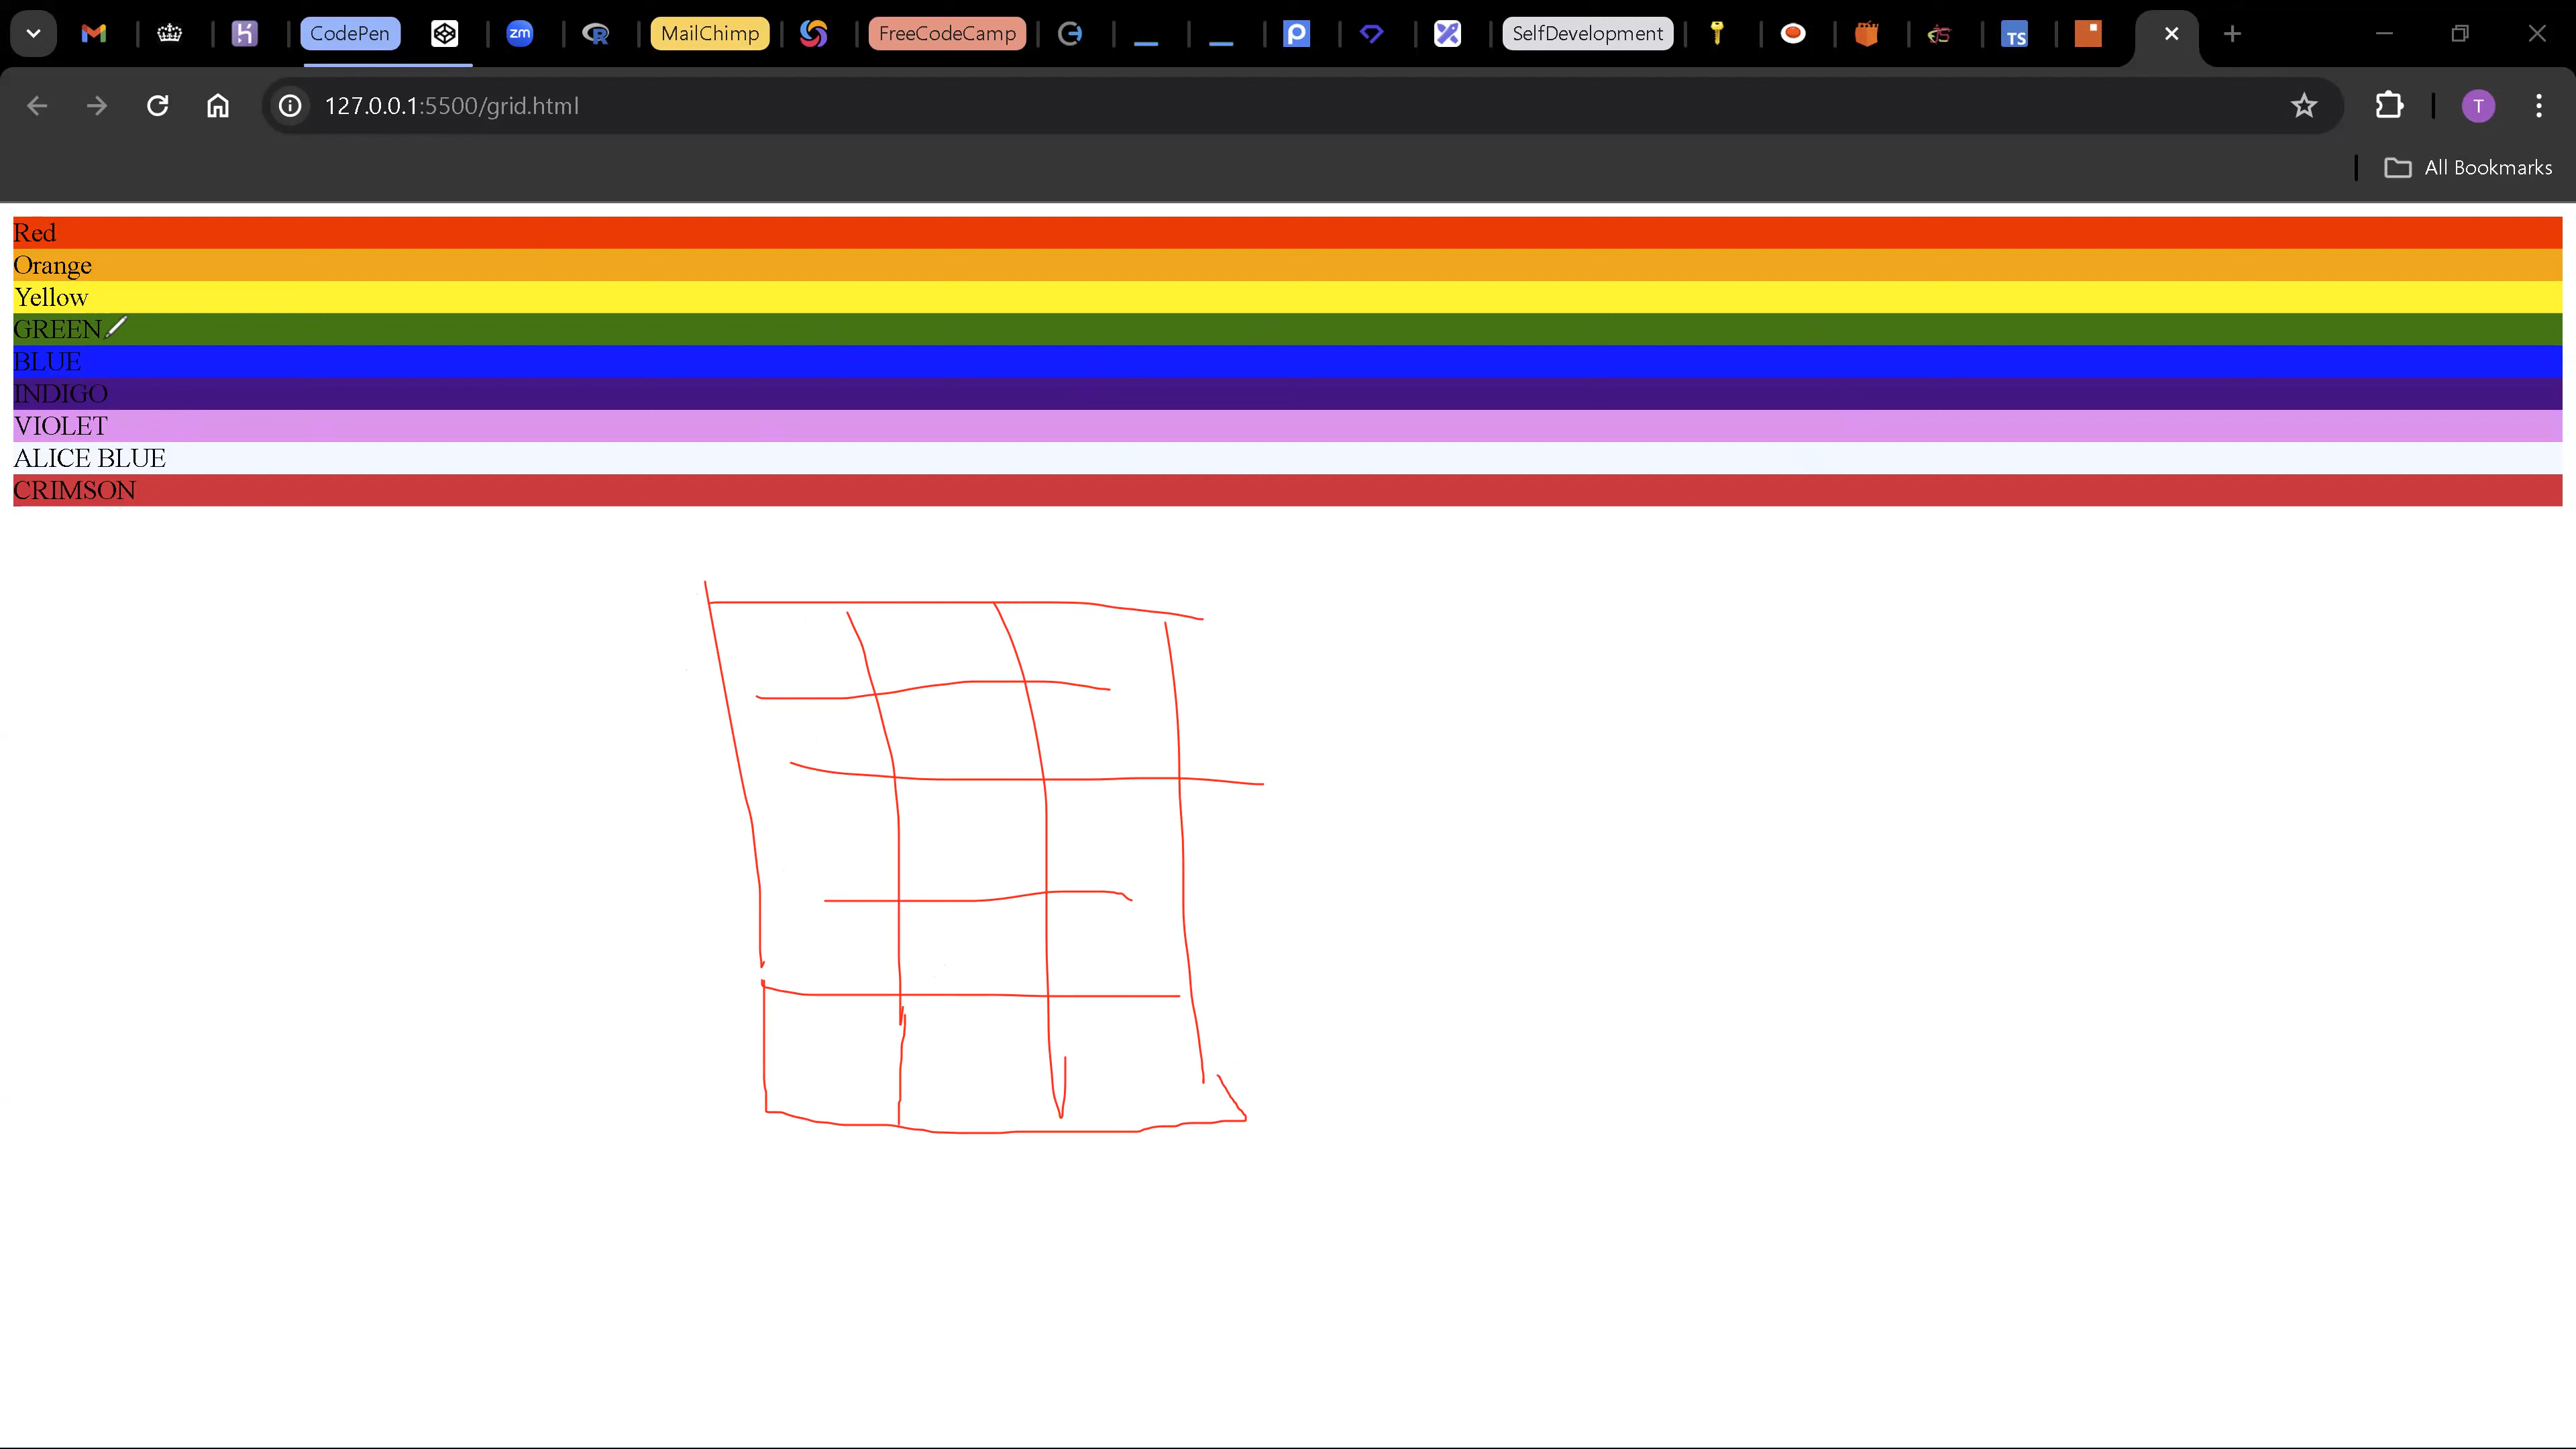 CodePen zm R MailChimp FreeCodeCamp SelfDevelopment TS
127.0.0.1:5500/grid.html T
All Bookmarks
Red
Orange
Yellow
GREEN
BLUE
INDIGO
VIOLET
ALICE BLUE
CRIMSON